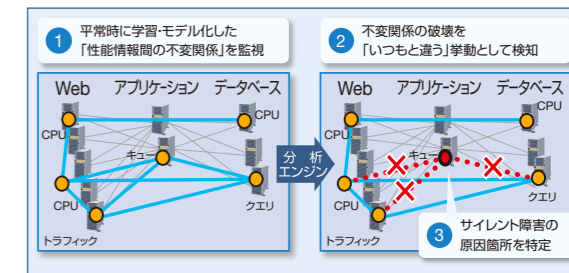 1 平常時に学習・モデル化した
「性能情報間の不変関係」を監視
2 不変関係の破壊を
「いつもと違う」挙動として検知
Web アプリケーション データベース
CPU
CPU
キュー
CPU
クエリ
トラフィック
分析
エンジン
Web アプリケーション データベース
CPU
CPU
キュー
CPU
クエリ
トラフィック
3 サイレント障害の
原因箇所を特定